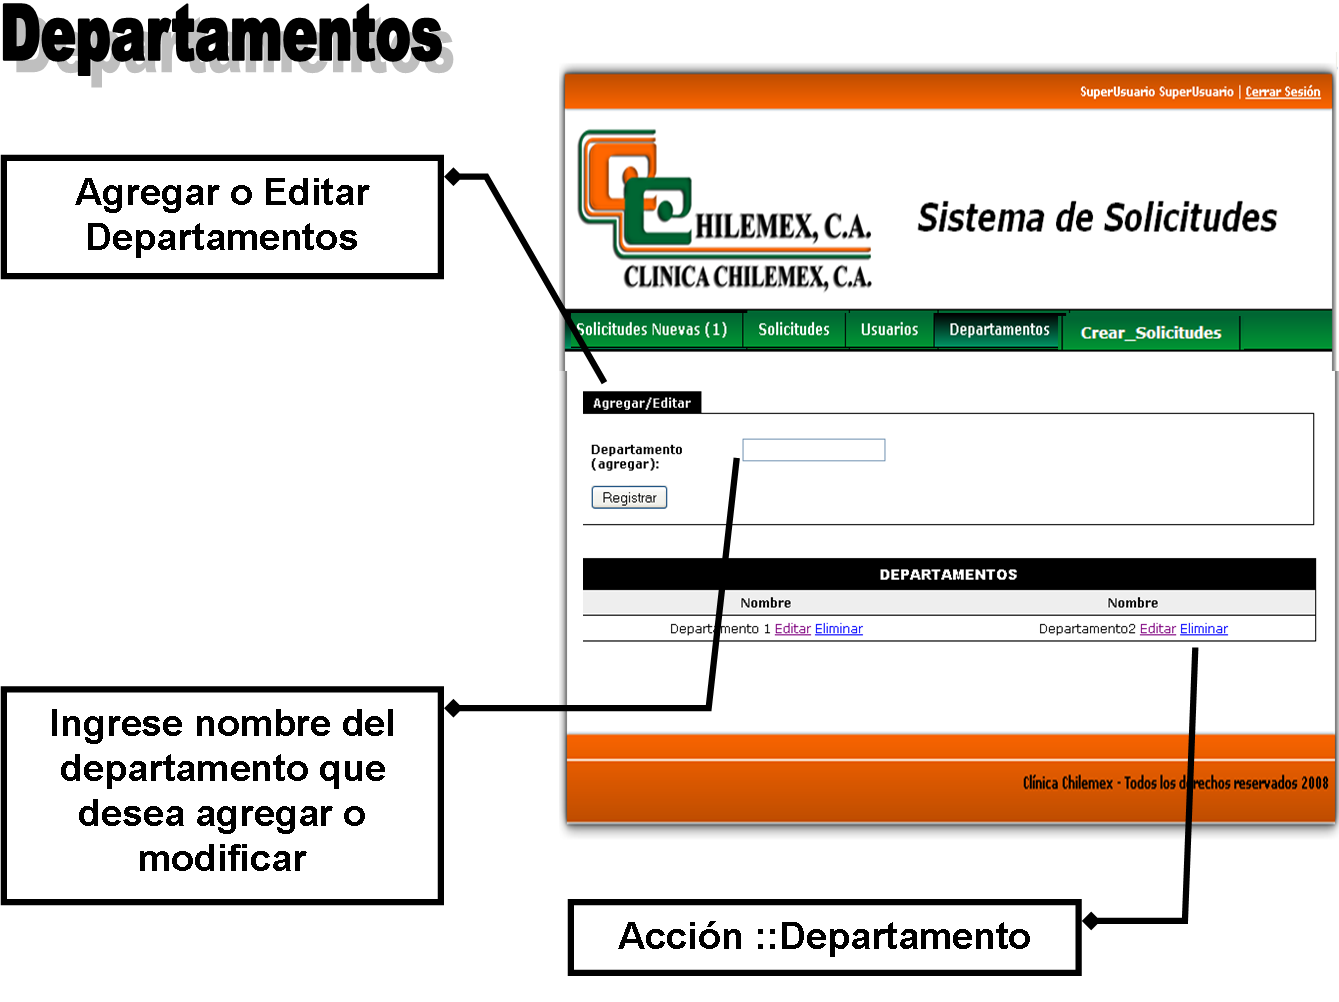 Departamentos
SuperUsuario SuperUsuario | Cerrar Sesión
Agregar o Editar
Departamentos
HILEMEX, C.A.
CLINICA CHILEMEX, C.A.
Sistema de Solicitudes
Solicitudes Nuevas (1) Solicitudes Usuarios Departamentos Crear_Solicitudes
Agregar/Editar
Departamento
(agregar):
Registrar
DEPARTAMENTOS
Nombre Nombre
Departamento 1 Editar Eliminar Departamento2 Editar Eliminar
Ingrese nombre del
departamento que
desea agregar o
modificar
Clínica Chilemex - Todos los derechos reservados 2008
Acción ::Departamento